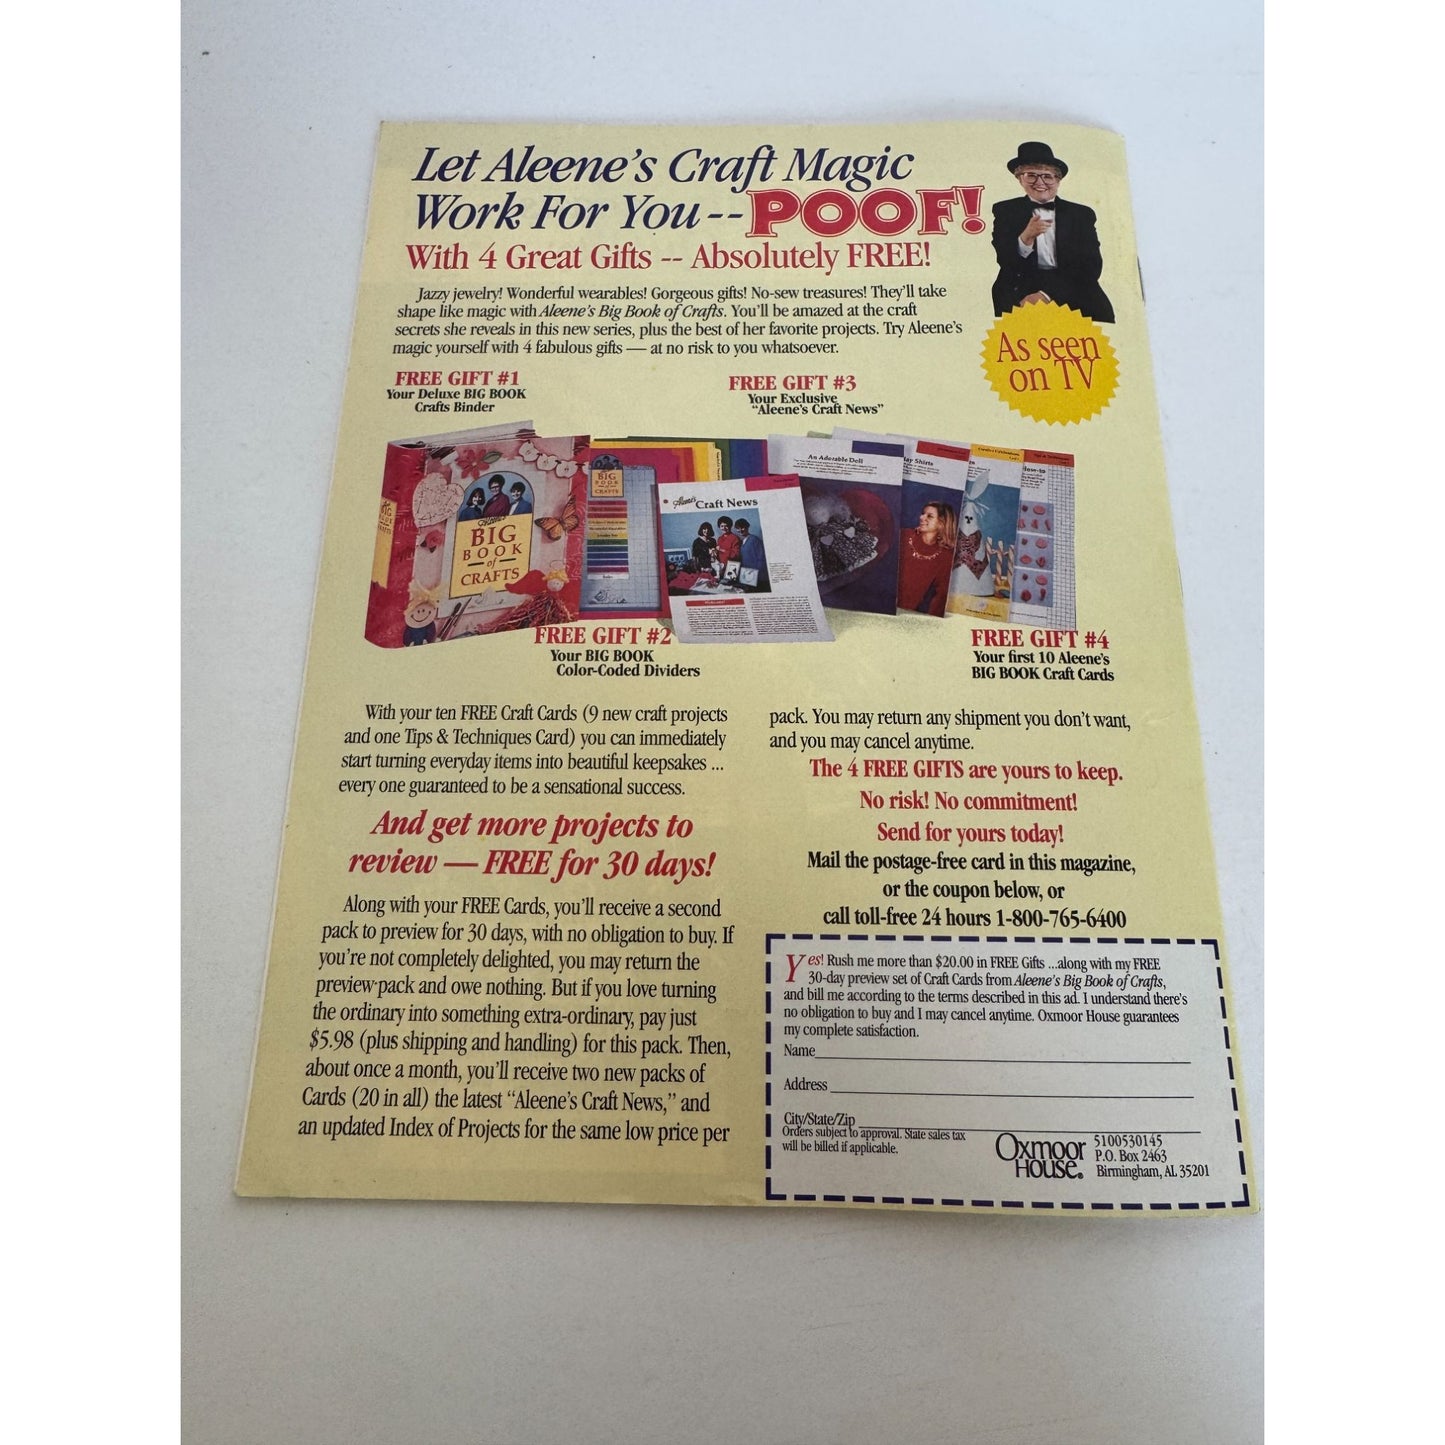 Let Aleene's Craft Magic
Work For You -- POOF!
With 4 Great Gifts -- Absolutely FREE!
Jazzy jewelry! Wonderful wearables! Gorgeous gifts! No-sew treasures! They'll take
shape like magic with Aleene's Big Book of Crafts. You'll be amazed at the craft
secrets she reveals in this new series, plus the best of her favorite projects. Try Aleene's
magic yourself with 4 fabulous gifts — at no risk to you whatsoever.
As seen
on TV
FREE GIFT #1
Your Deluxe BIG BOOK
Crafts Binder
FREE GIFT #3
Your Exclusive
"Aleene's Craft News"
BIG
BOOK
of
CRAFTS
BIG
BOOK
of
CRAFTS
Aleene's
Craft News
An Adorable Doll
Shirts
How-to
FREE GIFT #2
Your BIG BOOK
Color-Coded Dividers
FREE GIFT #4
Your first 10 Aleene's
BIG BOOK Craft Cards
With your ten FREE Craft Cards (9 new craft projects
and one Tips & Techniques Card) you can immediately
start turning everyday items into beautiful keepsakes ...
every one guaranteed to be a sensational success.
And get more projects to
review — FREE for 30 days!
Along with your FREE Cards, you'll receive a second
pack to preview for 30 days, with no obligation to buy. If
you're not completely delighted, you may return the
preview pack and owe nothing. But if you love turning
the ordinary into something extra-ordinary, pay just
$5.98 (plus shipping and handling) for this pack. Then,
about once a month, you'll receive two new packs of
Cards (20 in all) the latest "Aleene's Craft News," and
an updated Index of Projects for the same low price per
pack. You may return any shipment you don't want,
and you may cancel anytime.
The 4 FREE GIFTS are yours to keep.
No risk! No commitment!
Send for yours today!
Mail the postage-free card in this magazine,
or the coupon below, or
call toll-free 24 hours 1-800-765-6400
Yes! Rush me more than $20.00 in FREE Gifts ...along with my FREE
30-day preview set of Craft Cards from Aleene's Big Book of Crafts,
and bill me according to the terms described in this ad. I understand there's
no obligation to buy and I may cancel anytime. Oxmoor House guarantees
my complete satisfaction.
Name
Address
City/State/Zip
Orders subject to approval. State sales tax
will be billed if applicable.
Oxmoor
House®
5100530145
P.O. Box 2463
Birmingham, AL 35201